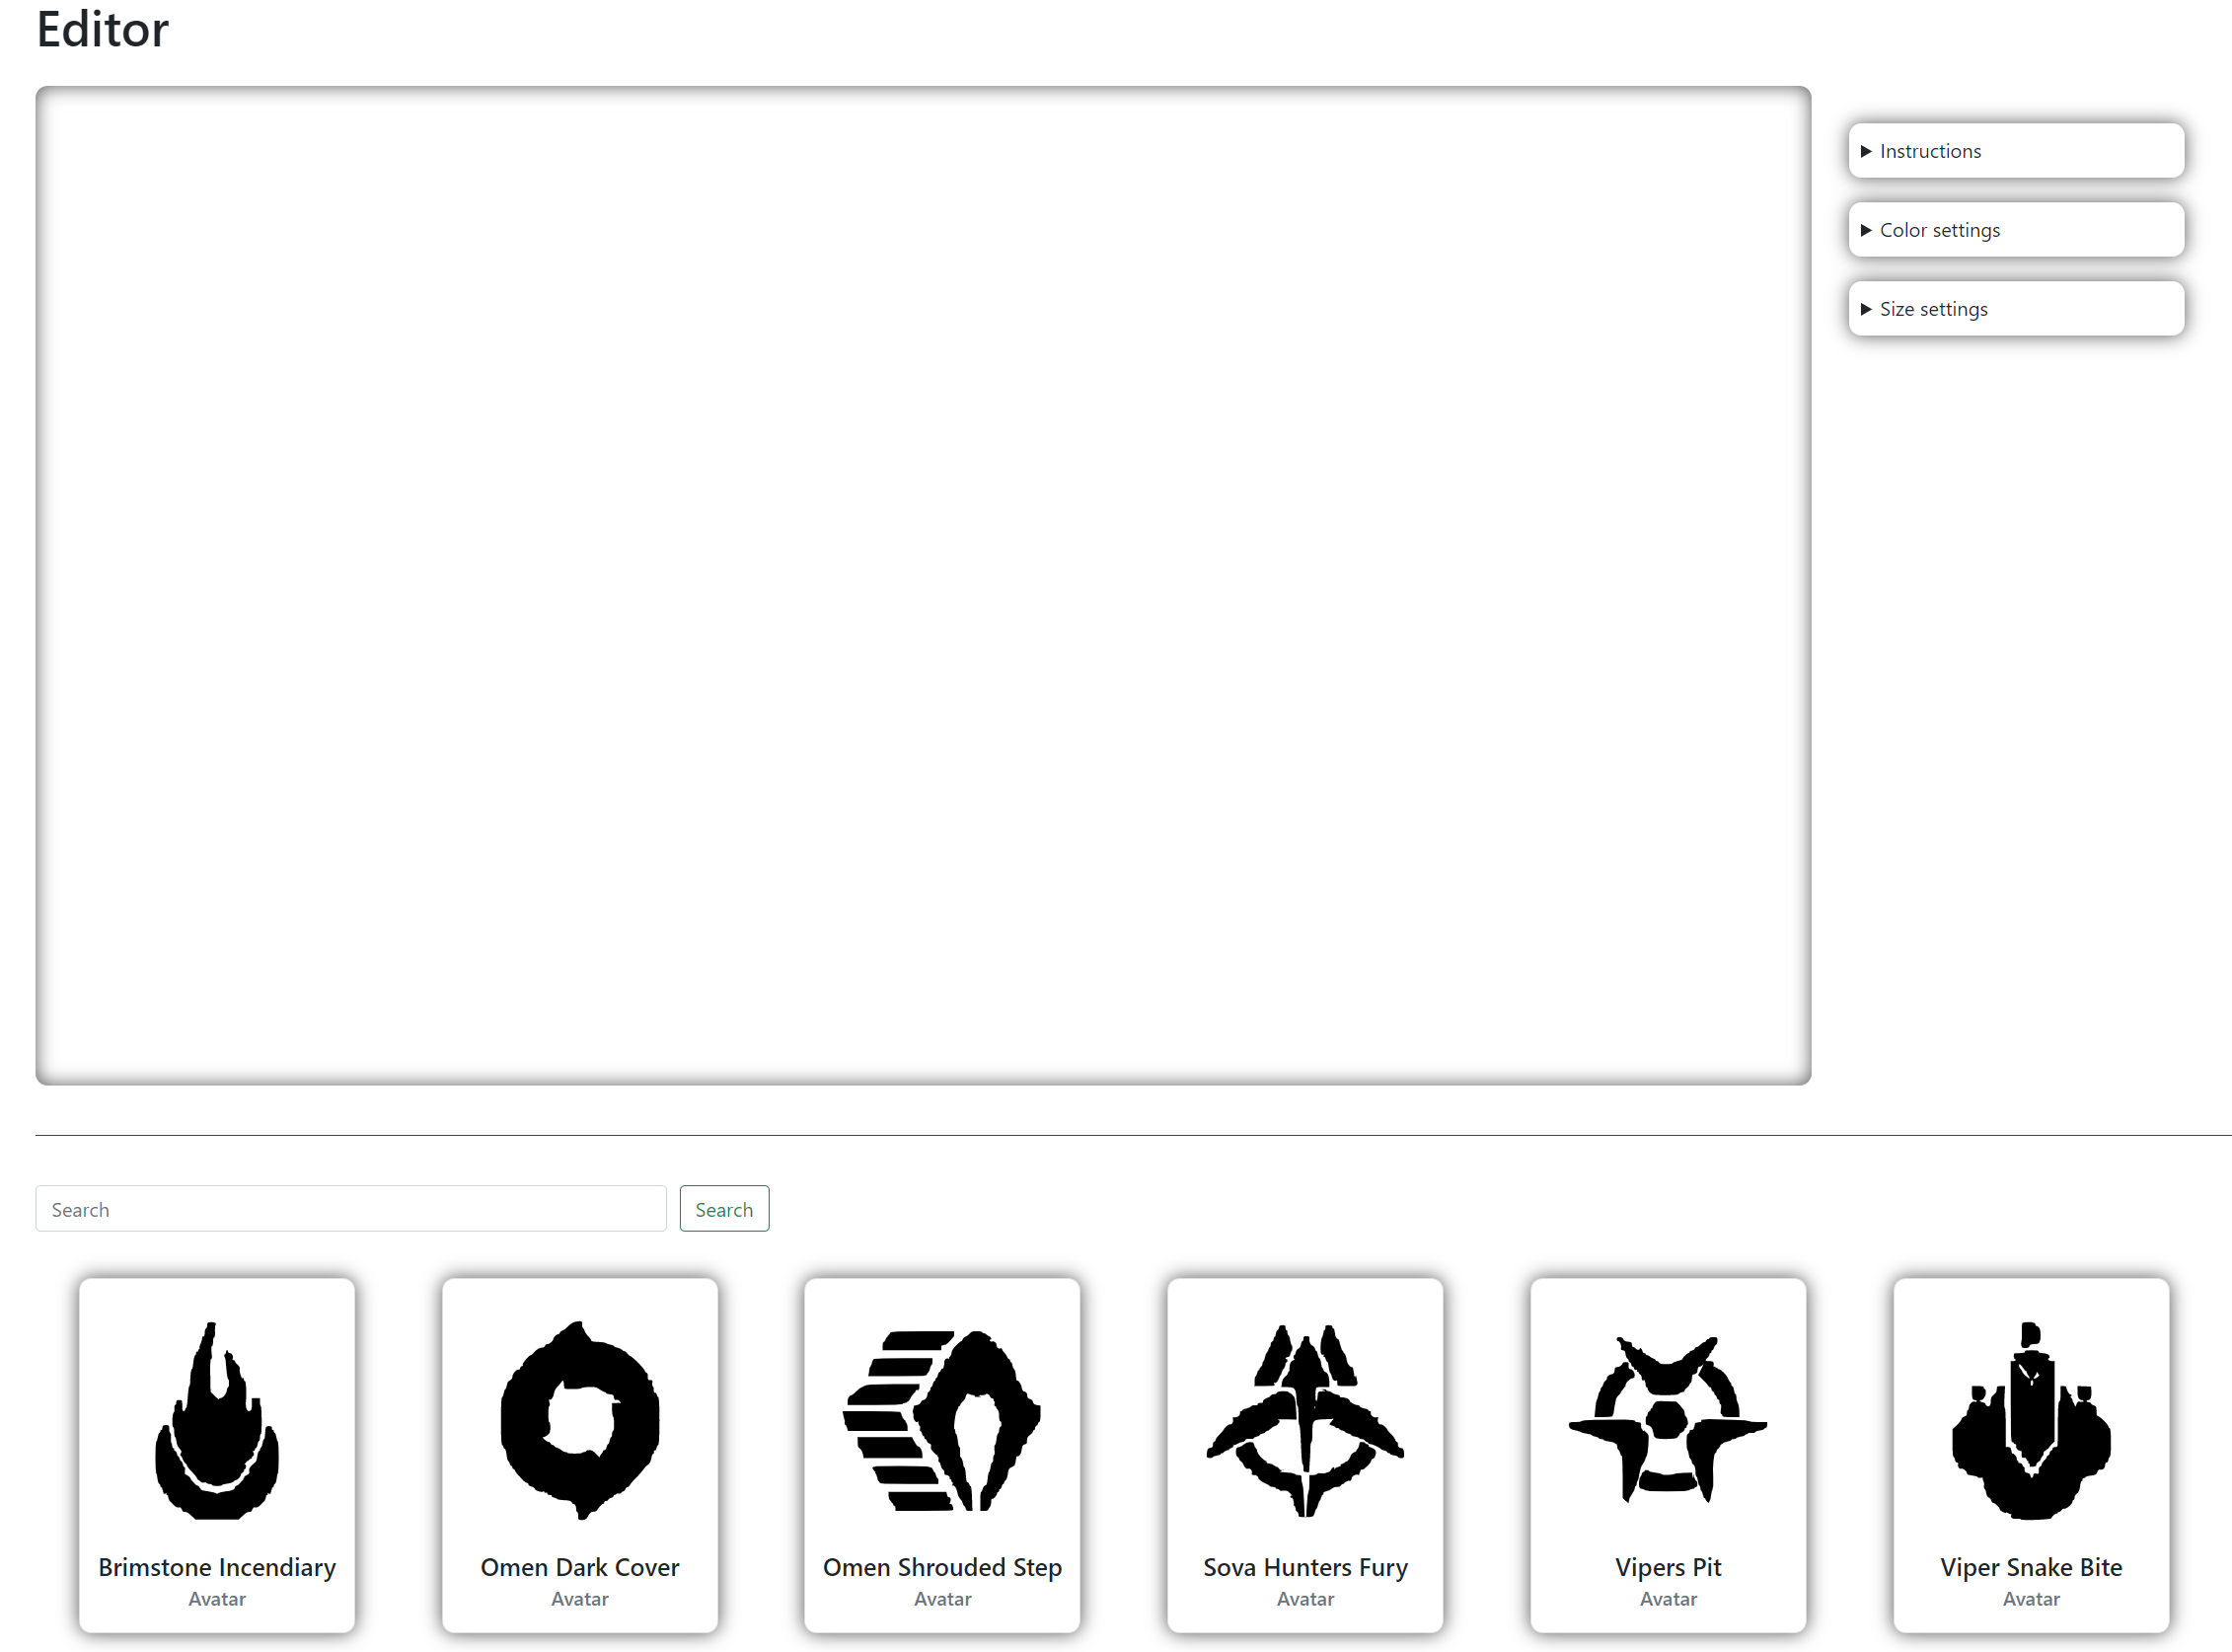 Editor
Instructions
Color settings
Size settings
Search
Search
Brimstone Incendiary
Avatar
Omen Dark Cover
Avatar
Omen Shrouded Step
Avatar
Sova Hunters Fury
Avatar
Vipers Pit
Avatar
Viper Snake Bite
Avatar